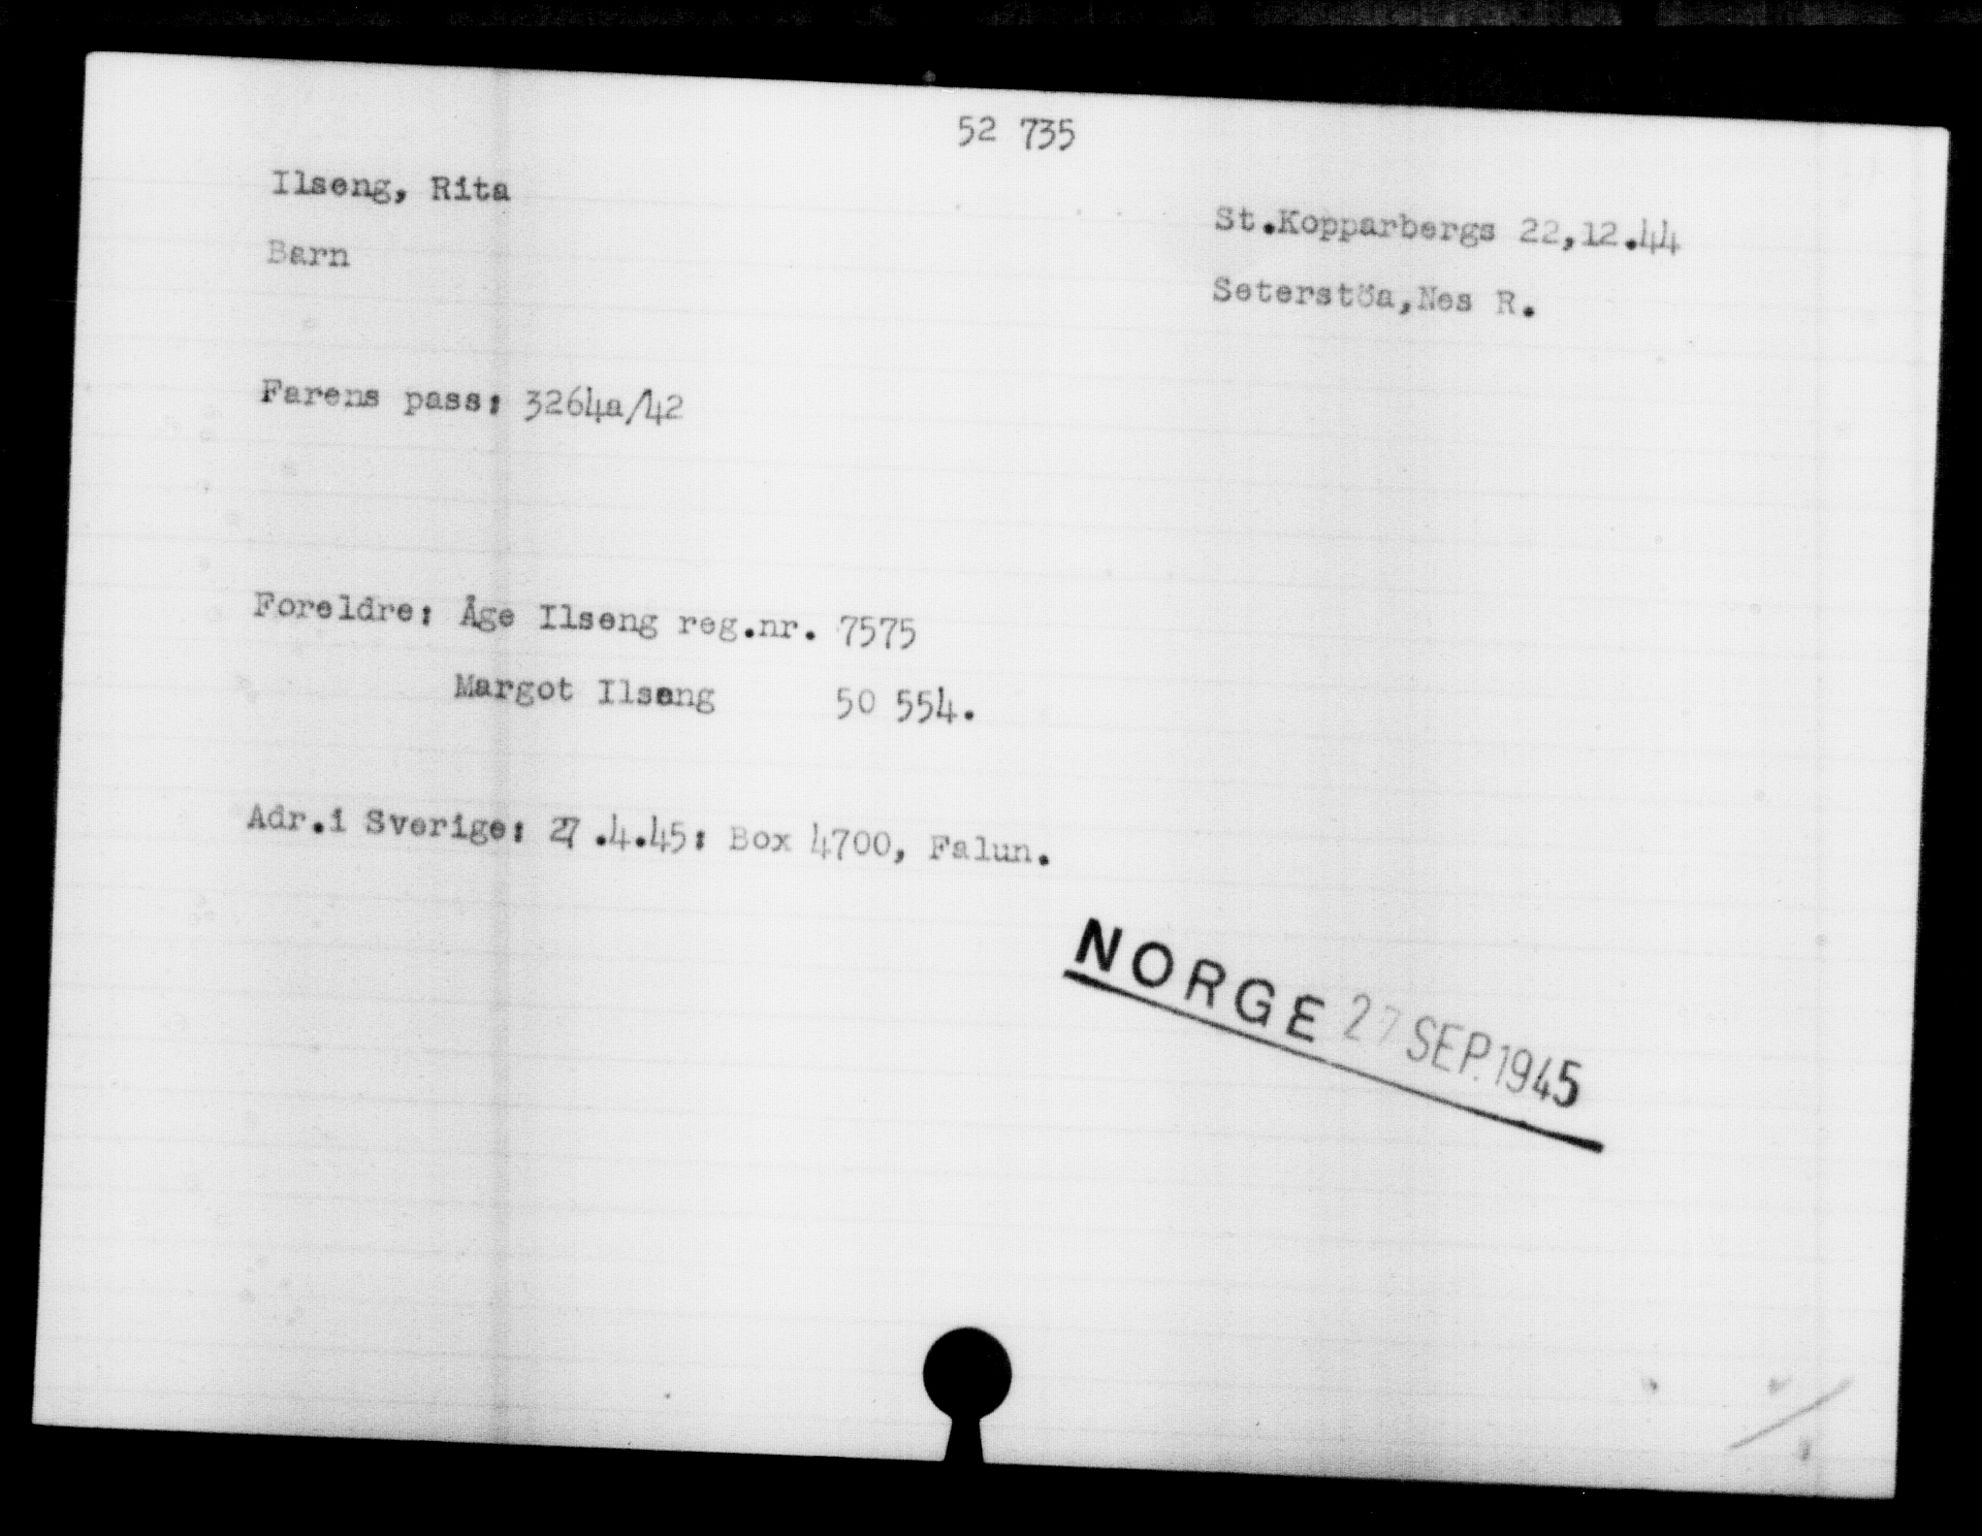 52 735
Ilseng, Rita
St.Kopparbergs 22,12.44
Barn
Seterstöa,Nes R.
Farens pass: 3264a/42
Foreldre: Åge Ilseng reg.nr. 7575
Margot Ilseng 50 554.
Adr.i Sverige: 27 .4.45: Box 4700, Falun.
NORGE 27 SEP. 1945